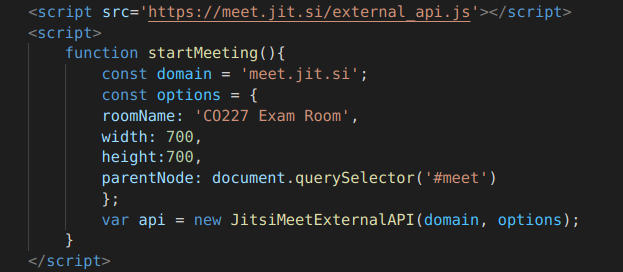 <script src='https://meet.jit.si/external_api.js'></script>
<script>
    function startMeeting(){
        const domain = 'meet.jit.si';
        const options = {
        roomName: 'CO227 Exam Room',
        width: 700,
        height:700,
        parentNode: document.querySelector('#meet')
        };
        var api = new JitsiMeetExternalAPI(domain, options);
    }
</script>